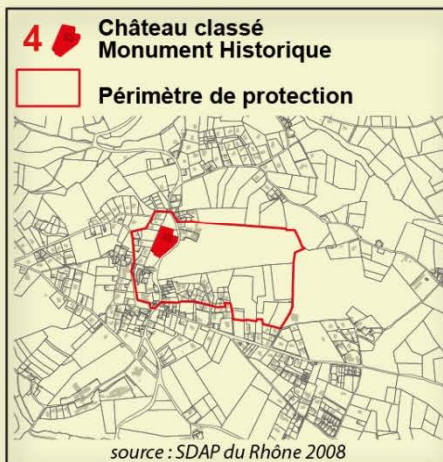 4 Château classé
Monument Historique
Périmètre de protection
source : SDAP du Rhône 2008